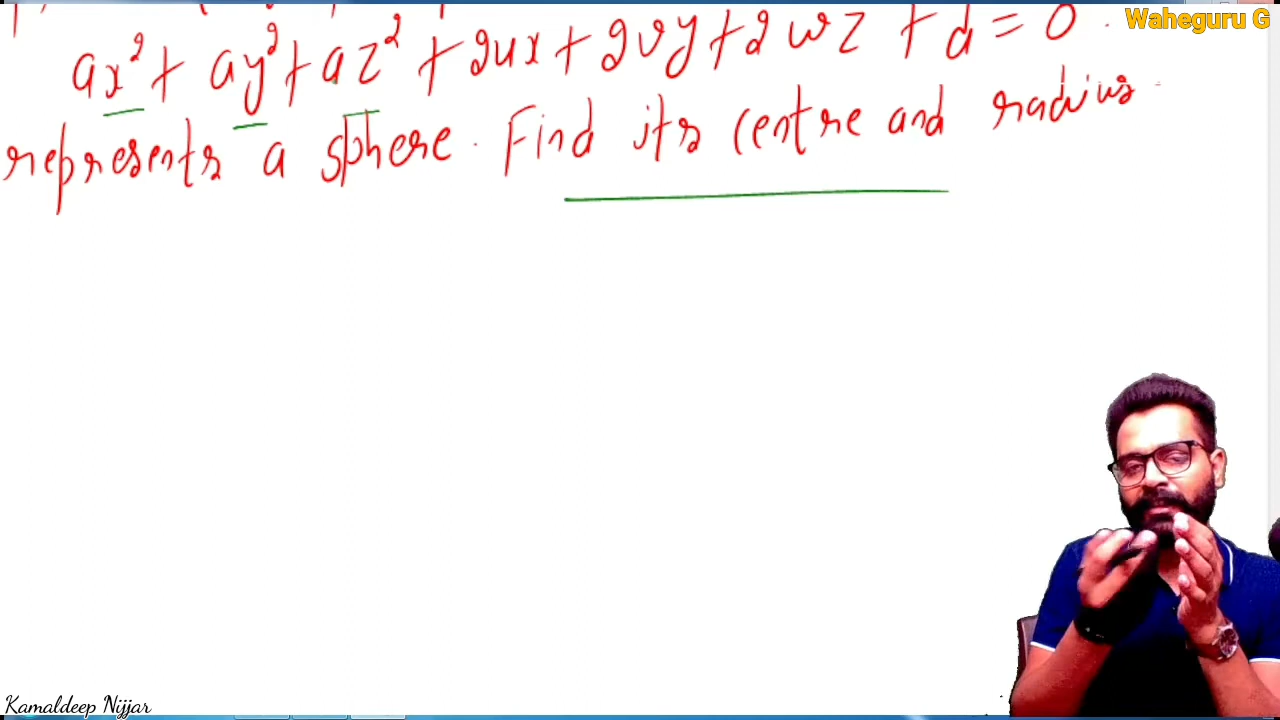 Waheguru G
ax² + ay² + az² + 2ux + 2vy + 2wz + d = 0.
represents a sphere. Find its centre and radius.
Kamaldeep Nijjar